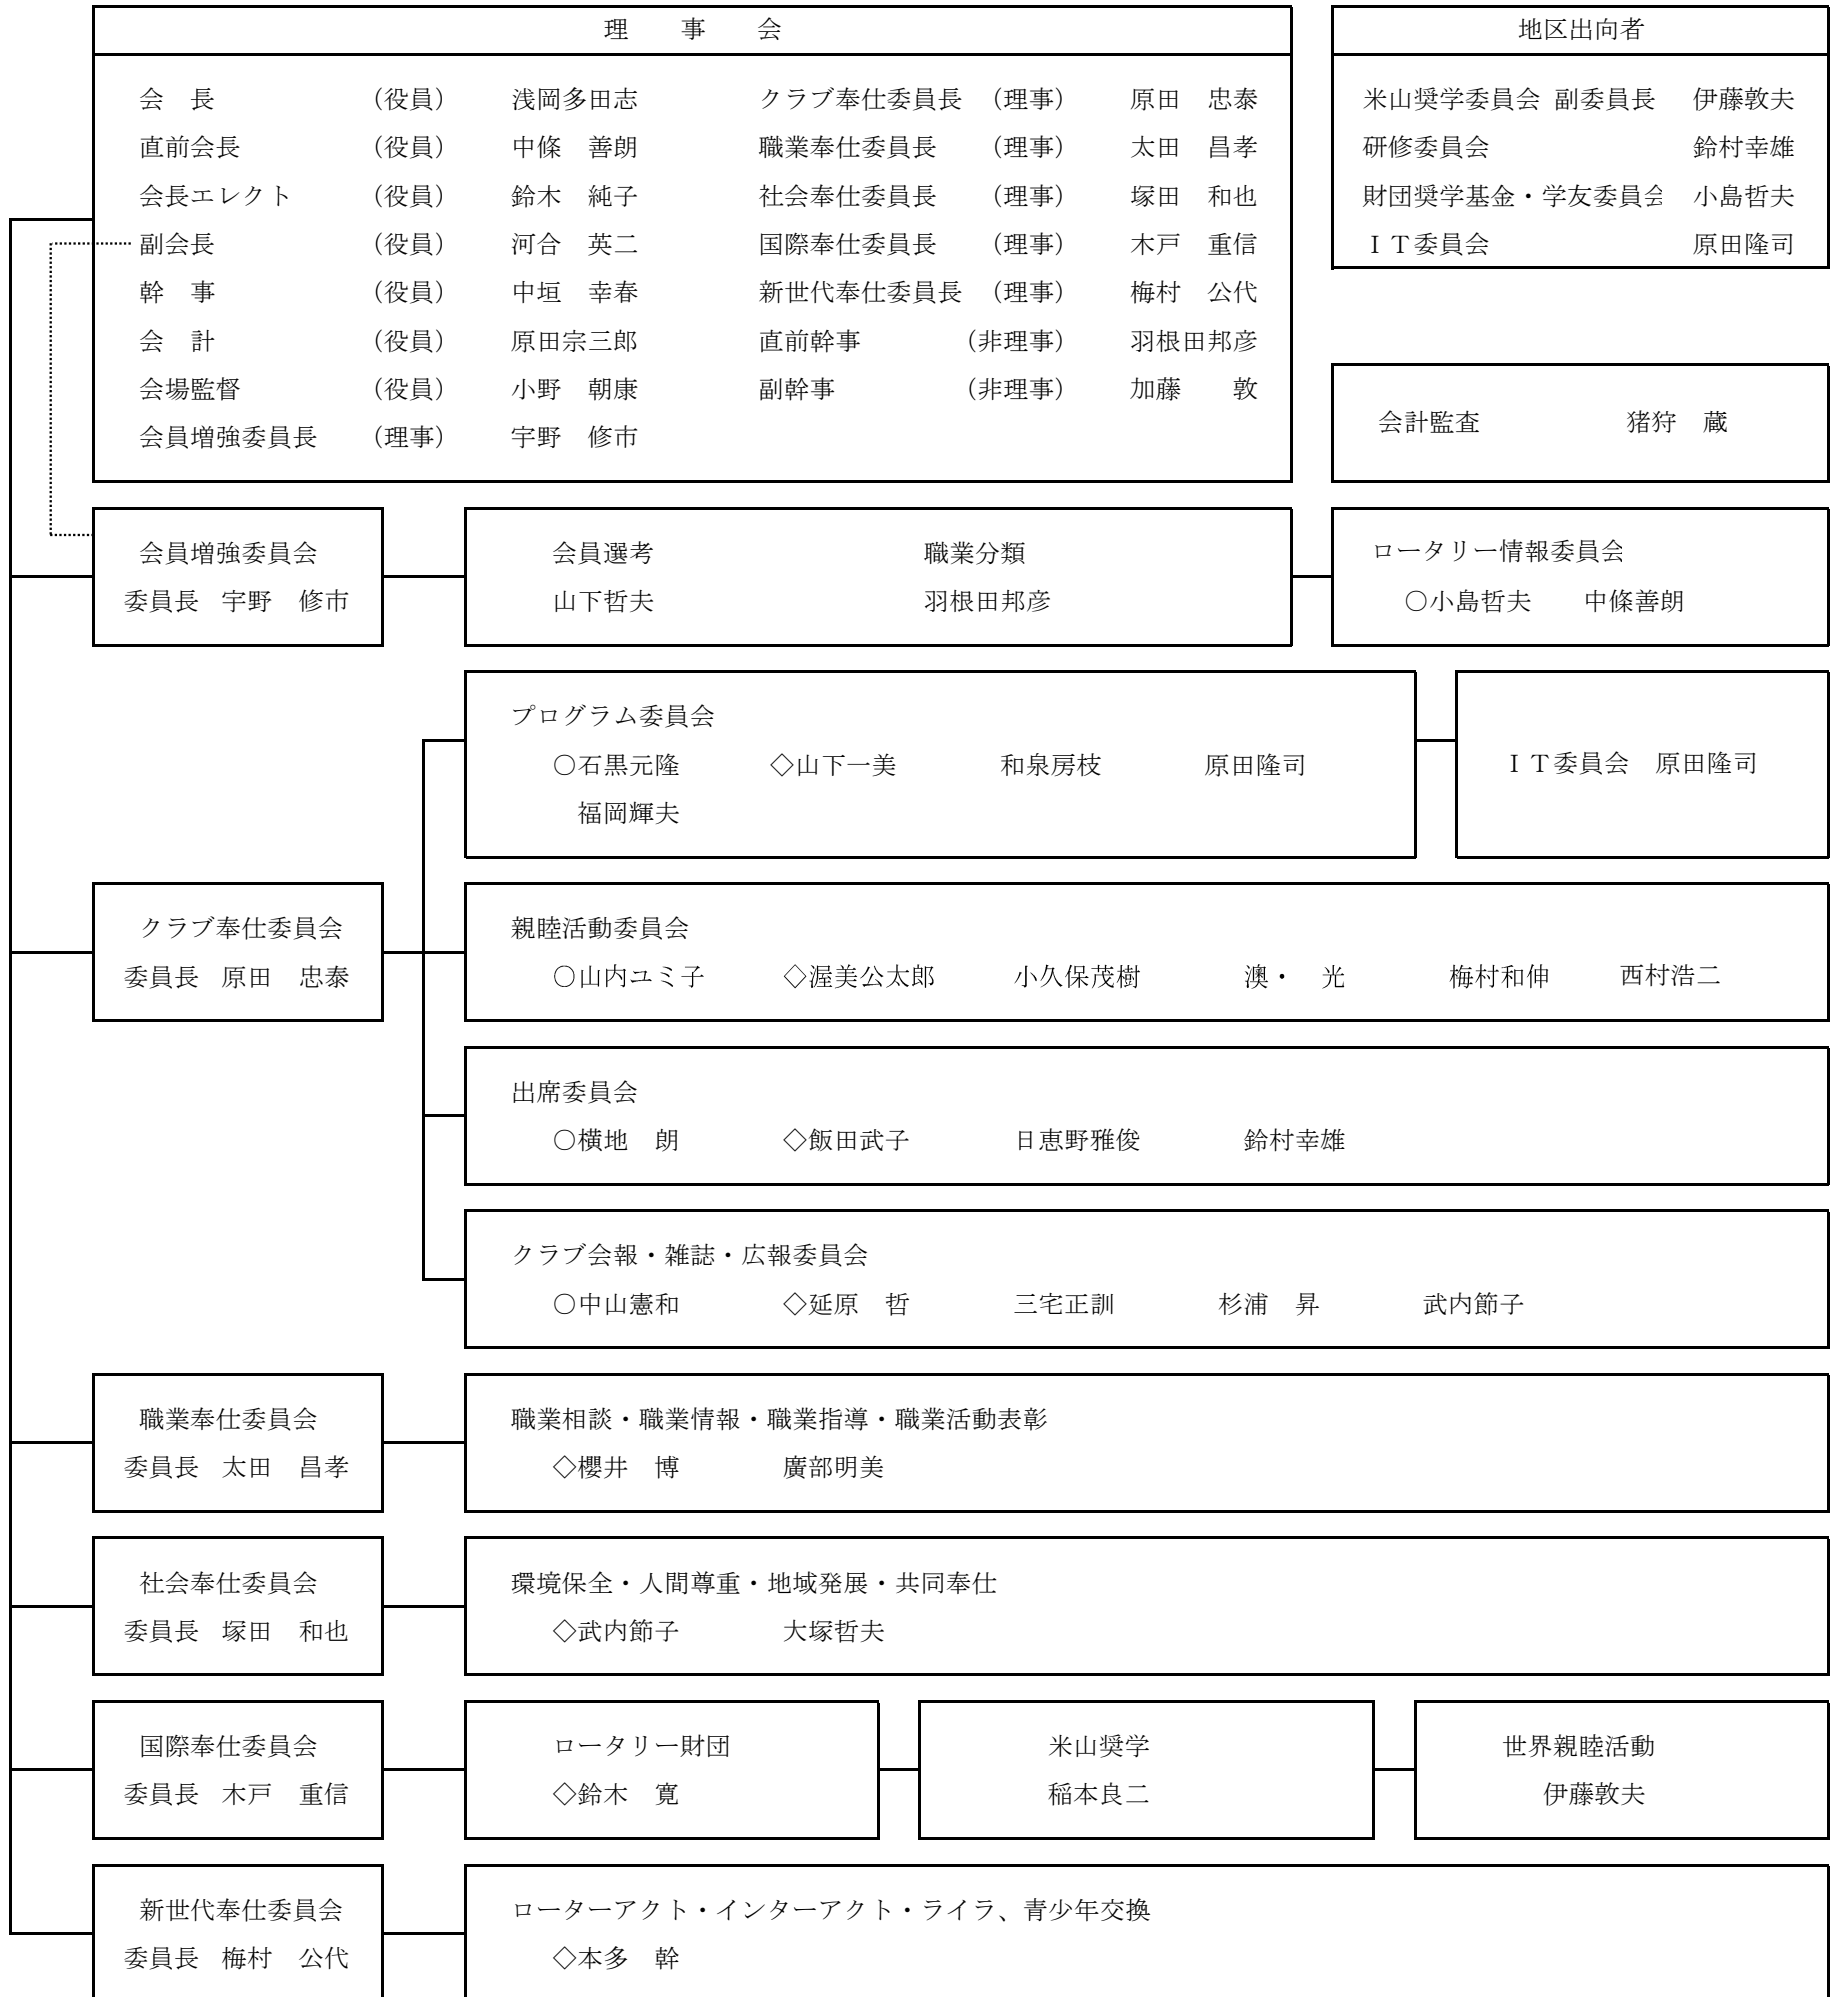 理　事　会
会　長　（役員）　浅岡多田志　クラブ奉仕委員長　（理事）　原田　忠泰
直前会長　（役員）　中條　善朗　職業奉仕委員長　（理事）　太田　昌孝
会長エレクト　（役員）　鈴木　純子　社会奉仕委員長　（理事）　塚田　和也
副会長　（役員）　河合　英二　国際奉仕委員長　（理事）　木戸　重信
幹　事　（役員）　中垣　幸春　新世代奉仕委員長　（理事）　梅村　公代
会　計　（役員）　原田宗三郎　直前幹事　（非理事）　羽根田邦彦
会場監督　（役員）　小野　朝康　副幹事　（非理事）　加藤　　敦
会員増強委員長　（理事）　宇野　修市
地区出向者
米山奨学委員会 副委員長　伊藤敦夫
研修委員会　鈴村幸雄
財団奨学基金・学友委員会　小島哲夫
ＩＴ委員会　原田隆司
会計監査　猪狩　蔵
会員増強委員会
委員長　宇野　修市
会員選考　職業分類
山下哲夫　羽根田邦彦
ロータリー情報委員会
○小島哲夫　中條善朗
プログラム委員会
○石黒元隆　◇山下一美　和泉房枝　原田隆司
福岡輝夫
ＩＴ委員会　原田隆司
クラブ奉仕委員会
委員長　原田　忠泰
親睦活動委員会
○山内ユミ子　◇渥美公太郎　小久保茂樹　澳・　光　梅村和伸　西村浩二
出席委員会
○横地　朗　◇飯田武子　日恵野雅俊　鈴村幸雄
クラブ会報・雑誌・広報委員会
○中山憲和　◇延原　哲　三宅正訓　杉浦　昇　武内節子
職業奉仕委員会
委員長　太田　昌孝
職業相談・職業情報・職業指導・職業活動表彰
◇櫻井　博　廣部明美
社会奉仕委員会
委員長　塚田　和也
環境保全・人間尊重・地域発展・共同奉仕
◇武内節子　大塚哲夫
国際奉仕委員会
委員長　木戸　重信
ロータリー財団
◇鈴木　寛
米山奨学
稲本良二
世界親睦活動
伊藤敦夫
新世代奉仕委員会
委員長　梅村　公代
ローターアクト・インターアクト・ライラ、青少年交換
◇本多　幹